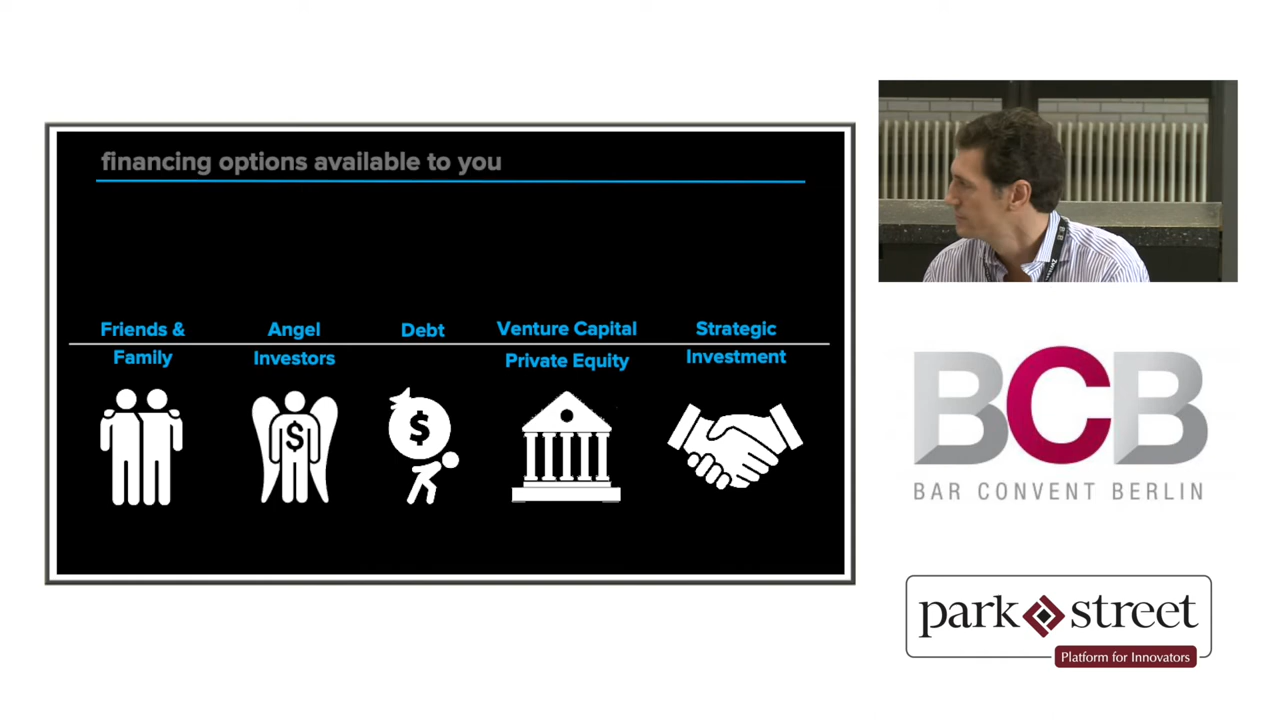 financing options available to you
Friends &
Family
Angel
Investors
Debt
Venture Capital
Private Equity
Strategic
Investment
$
$
BCB
BAR CONVENT BERLIN
park street
Platform for Innovators